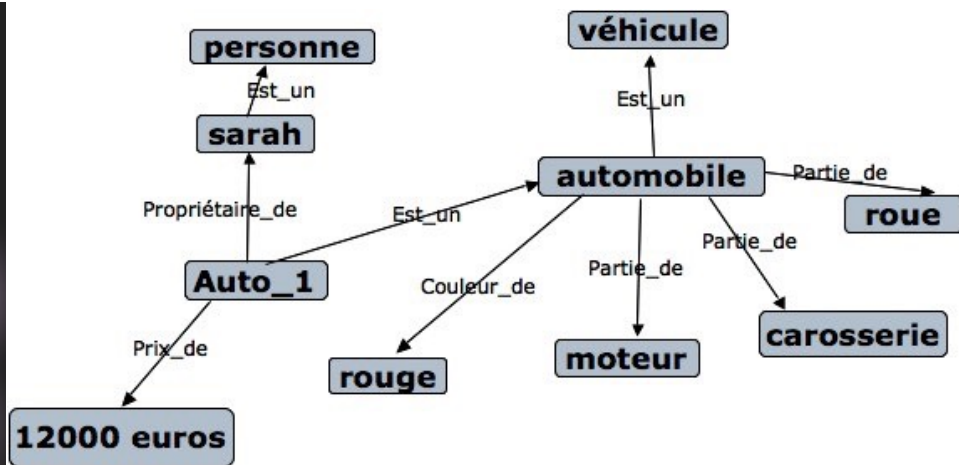 véhicule
personne
Est_un
Est_un
sarah
automobile
Partie_de
Propriétaire_de
Est_un
roue
Partie_de
Auto_1
Couleur_de
Partie_de
carosserie
Prix_de
moteur
rouge
12000 euros